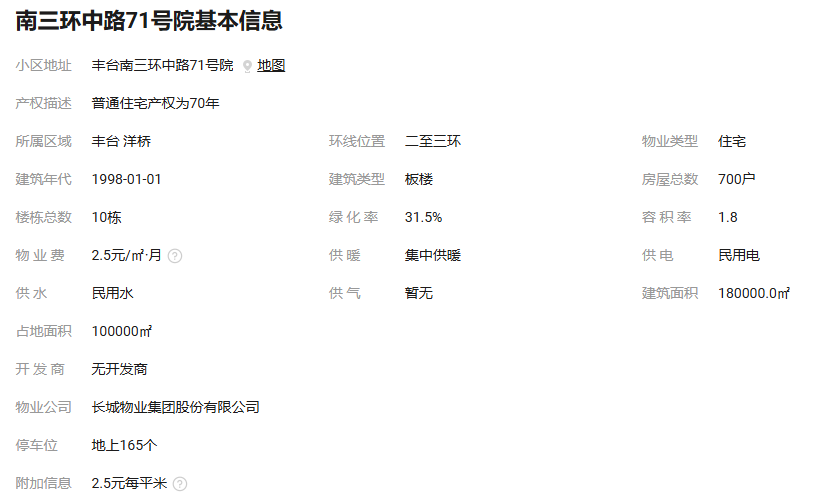 南三环中路71号院基本信息
小区地址 丰台南三环中路71号院 地图
产权描述 普通住宅产权为70年
所属区域 丰台 洋桥 环线位置 二至三环 物业类型 住宅
建筑年代 1998-01-01 建筑类型 板楼 房屋总数 700户
楼栋总数 10栋 绿 化 率 31.5% 容 积 率 1.8
物 业 费 2.5元/㎡·月 ? 供 暖 集中供暖 供 电 民用电
供 水 民用水 供 气 暂无 建筑面积 180000.0㎡
占地面积 100000㎡
开 发 商 无开发商
物业公司 长城物业集团股份有限公司
停车位 地上165个
附加信息 2.5元每平米 ?